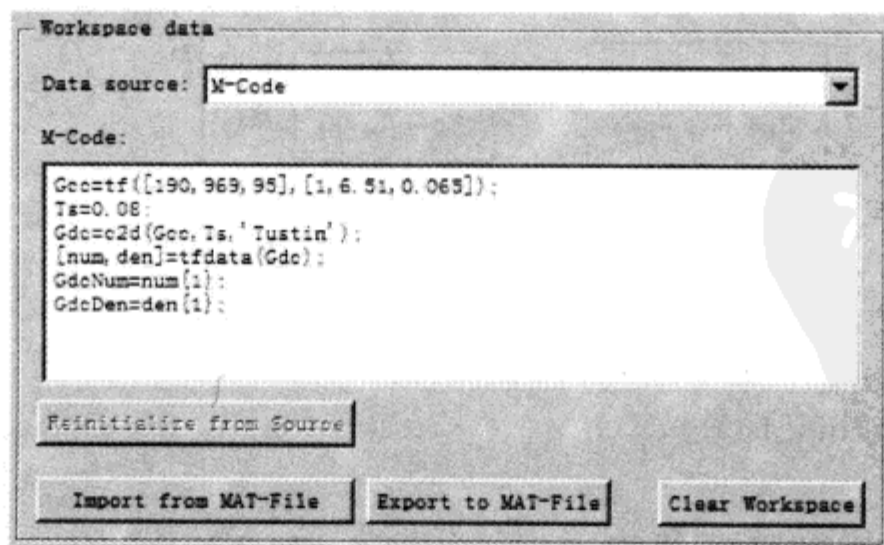 Workspace data
Data source: M-Code
M-Code:
Gcc=tf([190,969,95],[1,6.51,0.065]);
Ts=0.08;
Gdc=c2d(Gcc,Ts,'Tustin');
[num,den]=tfdata(Gdc);
GdcNum=num{1};
GdcDen=den{1};
Reinitialize from Source
Import from MAT-File Export to MAT-File Clear Workspace